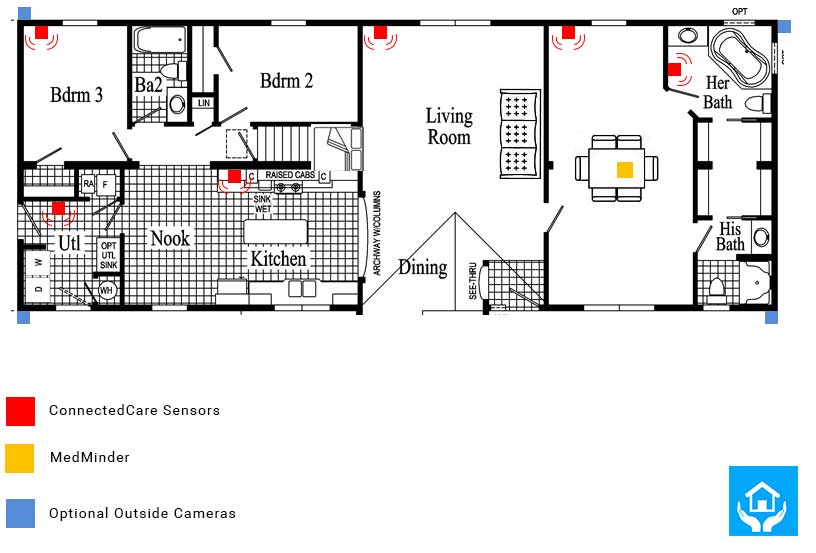 OPT
OPT
Bdrm 3
Ba2
Bdrm 2
LIN
Living
Room
Her
Bath
RA
F
C
RAISED CABS
C
SINK
WET
ARCHWAY W/COLUMNS
Utl
Nook
Kitchen
Dining
His
Bath
OPT
UTL
SINK
W
D
WH
SEE-THRU
ConnectedCare Sensors
MedMinder
Optional Outside Cameras